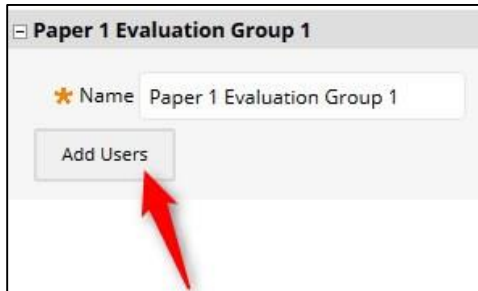 Paper 1 Evaluation Group 1
Name Paper 1 Evaluation Group 1
Add Users